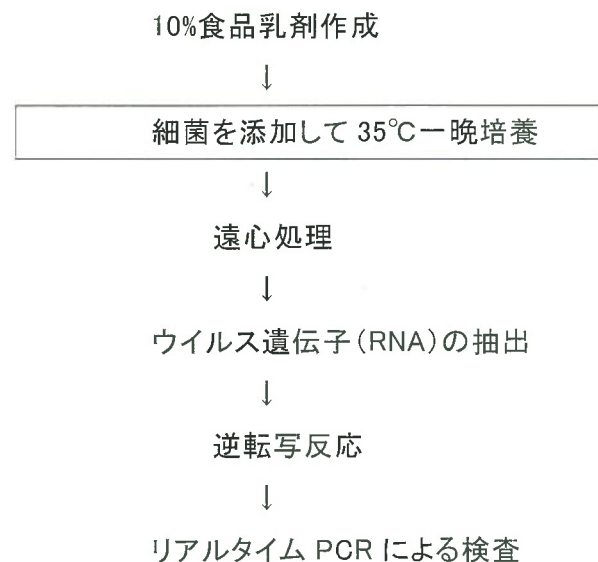 10%食品乳剤作成
↓
細菌を添加して 35℃一晩培養
↓
遠心処理
↓
ウイルス遺伝子(RNA)の抽出
↓
逆転写反応
↓
リアルタイム PCR による検査